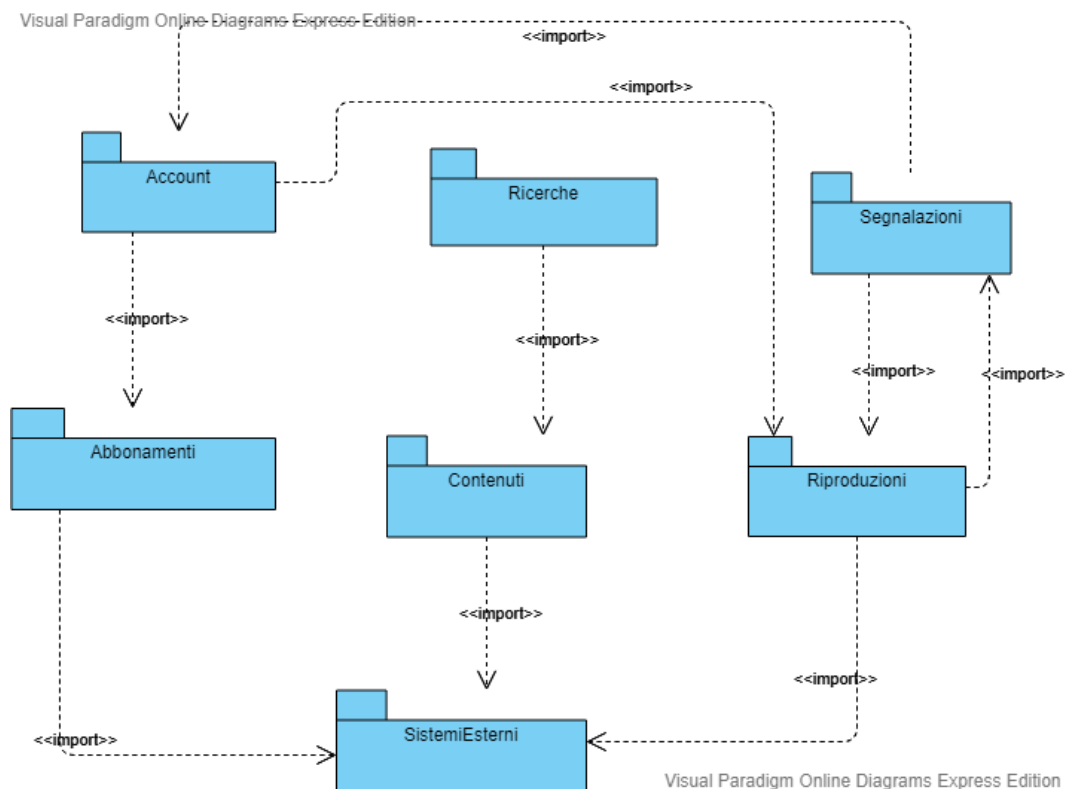 Visual Paradigm Online Diagrams Express Edition
<<import>>
<<import>>
Account
Ricerche
Segnalazioni
<<import>>
<<import>>
<<import>>
<<import>>
Abbonamenti
Contenuti
Riproduzioni
<<import>>
<<import>>
<<import>>
SistemiEsterni
Visual Paradigm Online Diagrams Express Edition